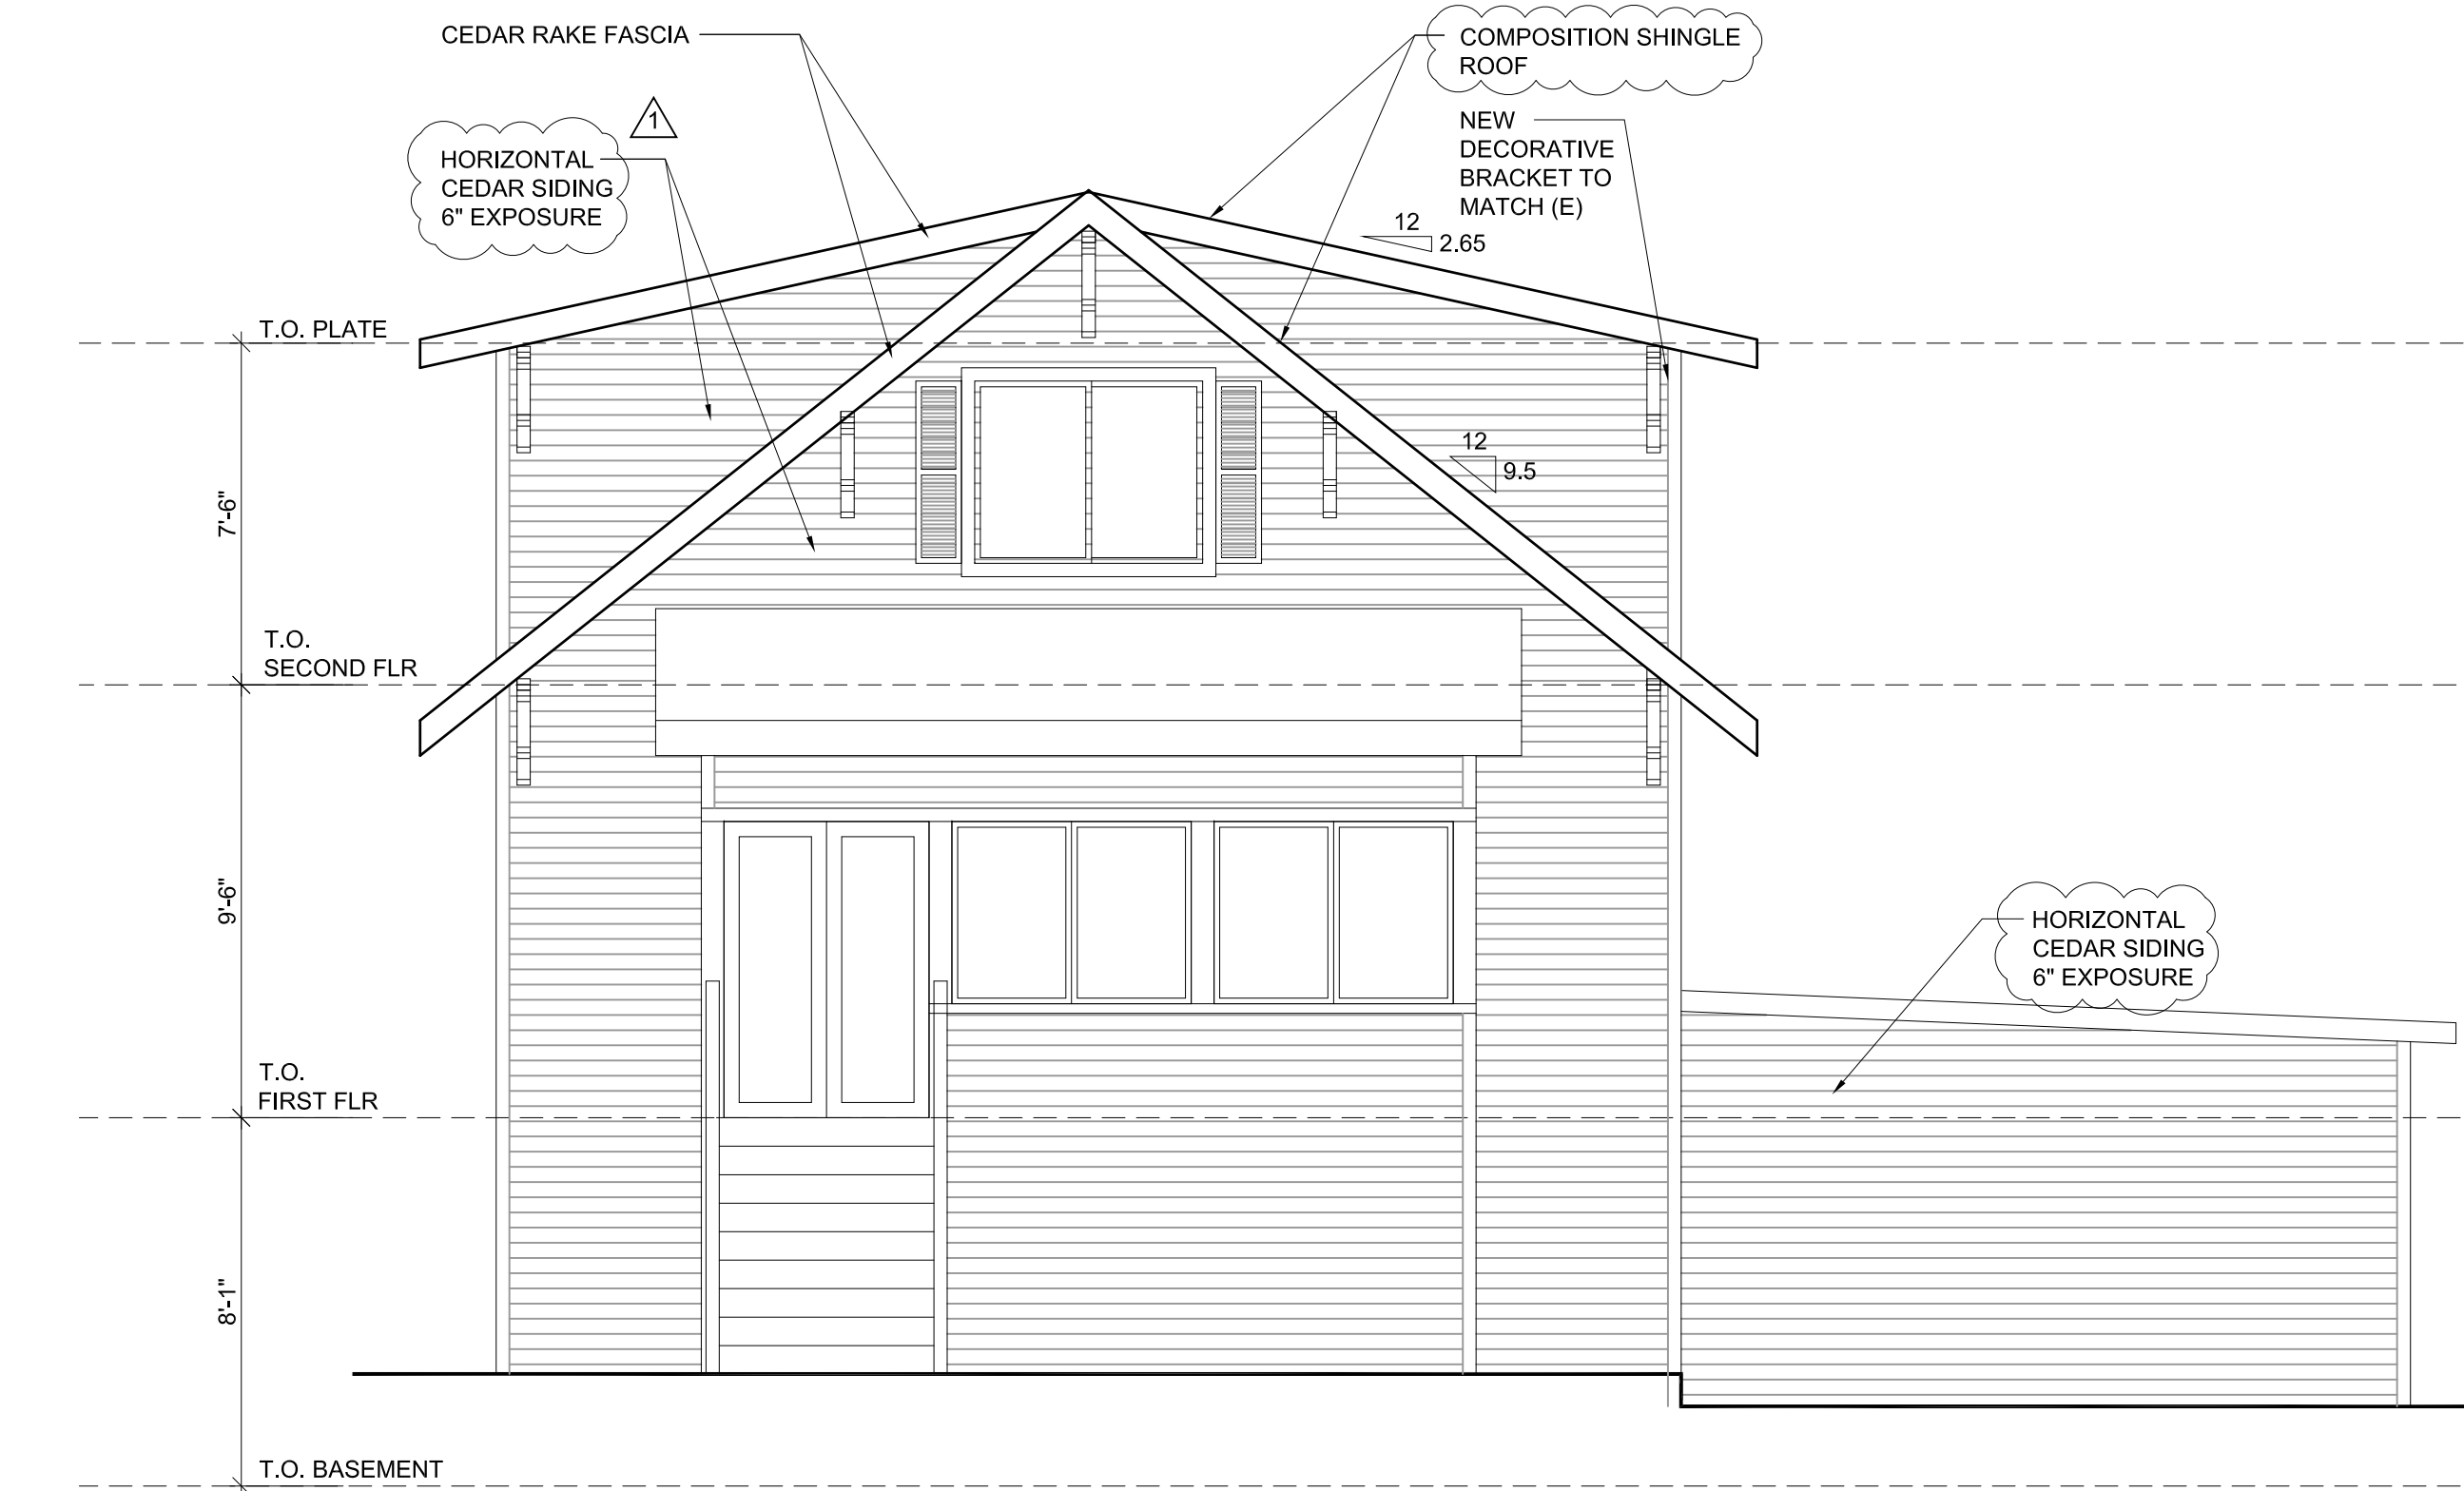 CEDAR RAKE FASCIA
COMPOSITION SHINGLE
ROOF
1
HORIZONTAL
CEDAR SIDING
6" EXPOSURE
NEW
DECORATIVE
BRACKET TO
MATCH (E)
12
2.65
T.O. PLATE
12
9.5
7'-6"
T.O.
SECOND FLR
9'-6"
HORIZONTAL
CEDAR SIDING
6" EXPOSURE
T.O.
FIRST FLR
8'-1"
T.O. BASEMENT